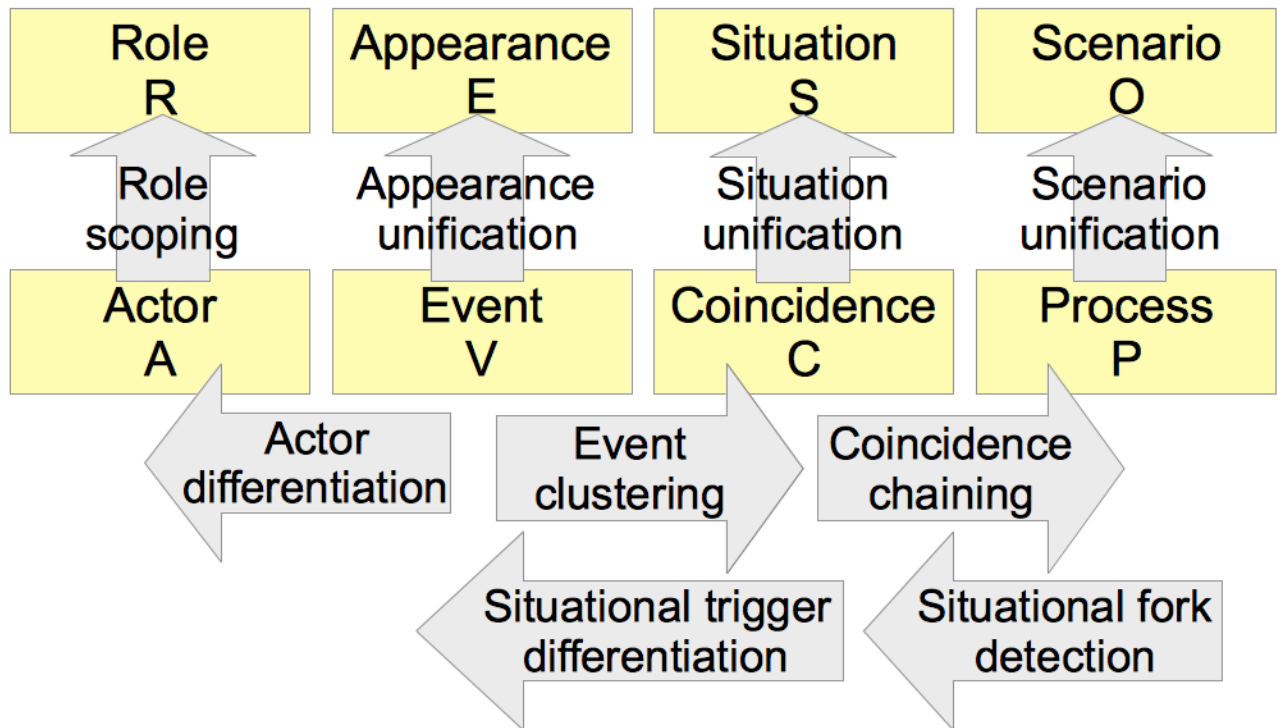 Role
R
Appearance
E
Situation
S
Scenario
O
Role
scoping
Appearance
unification
Situation
unification
Scenario
unification
Actor
A
Event
V
Coincidence
C
Process
P
Actor
differentiation
Event
clustering
Coincidence
chaining
Situational trigger
differentiation
Situational fork
detection